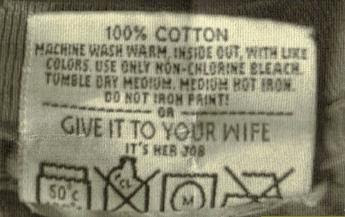 100% COTTON
MACHINE WASH WARM, INSIDE OUT, WITH LIKE
COLORS. USE ONLY NON-CHLORINE BLEACH.
TUMBLE DRY MEDIUM. MEDIUM HOT IRON.
DO NOT IRON PRINT!
OR
GIVE IT TO YOUR WIFE
IT'S HER JOB
50°C CL M